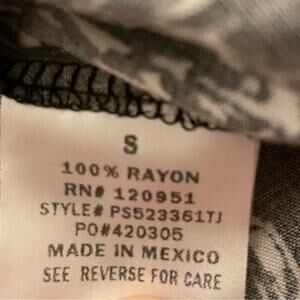 S
100% RAYON
RN# 120951
STYLE# PS523361TJ
PO#420305
MADE IN MEXICO
SEE REVERSE FOR CARE